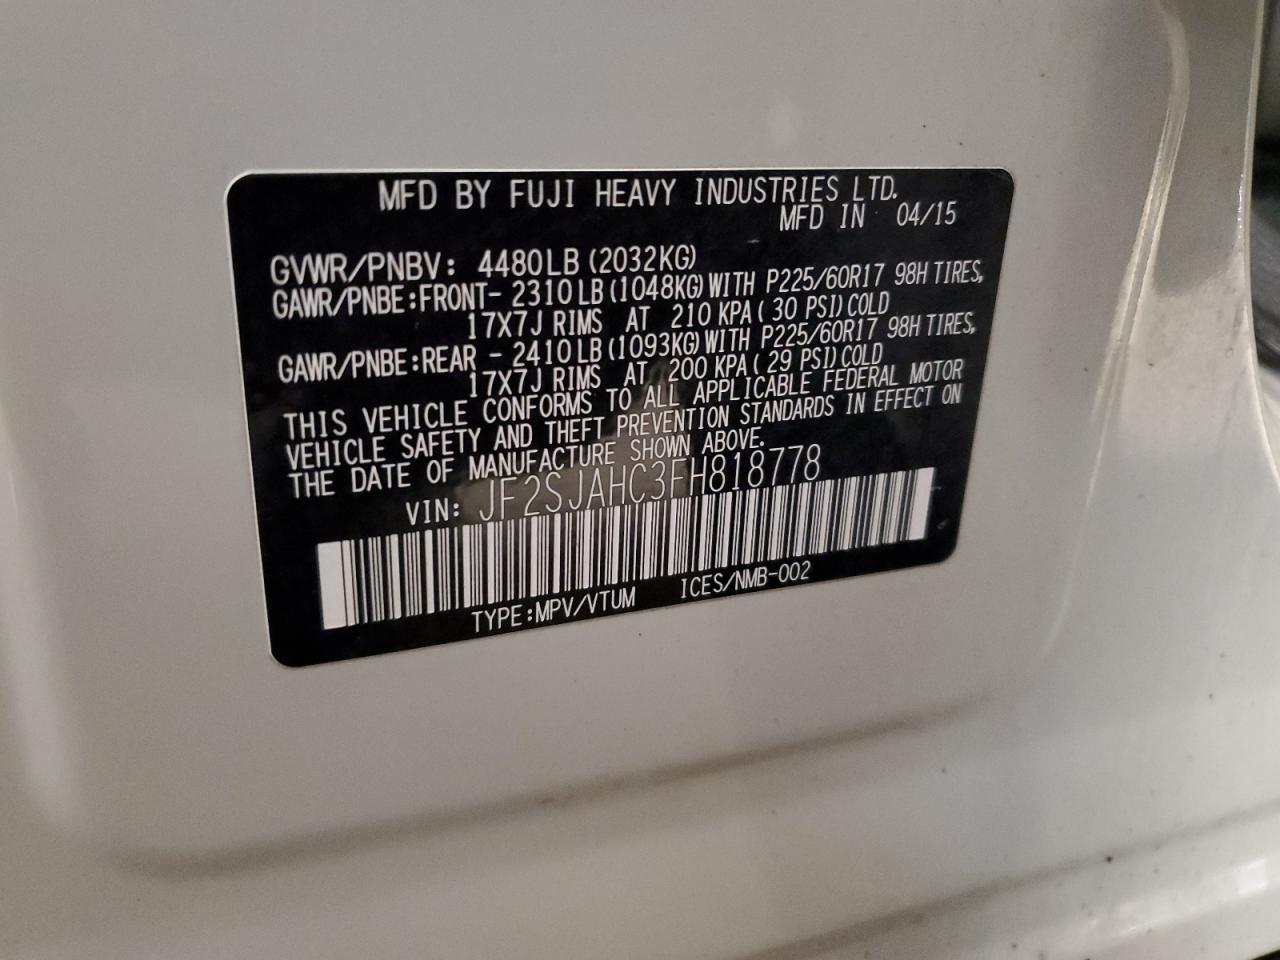 MFD BY FUJI HEAVY INDUSTRIES LTD.
MFD IN 04/15
GVWR/PNBV: 4480LB (2032KG)
GAWR/PNBE:FRONT- 2310LB (1048KG) WITH P225/60R17 98H TIRES,
17X7J RIMS AT 210 KPA ( 30 PSI) COLD
GAWR/PNBE:REAR - 2410LB (1093KG) WITH P225/60R17 98H TIRES,
17X7J RIMS AT 200 KPA ( 29 PSI) COLD
THIS VEHICLE CONFORMS TO ALL APPLICABLE FEDERAL MOTOR
VEHICLE SAFETY AND THEFT PREVENTION STANDARDS IN EFFECT ON
THE DATE OF MANUFACTURE SHOWN ABOVE.
VIN: JF2SJAHC3FH818778
TYPE:MPV/VTUM ICES/NMB-002